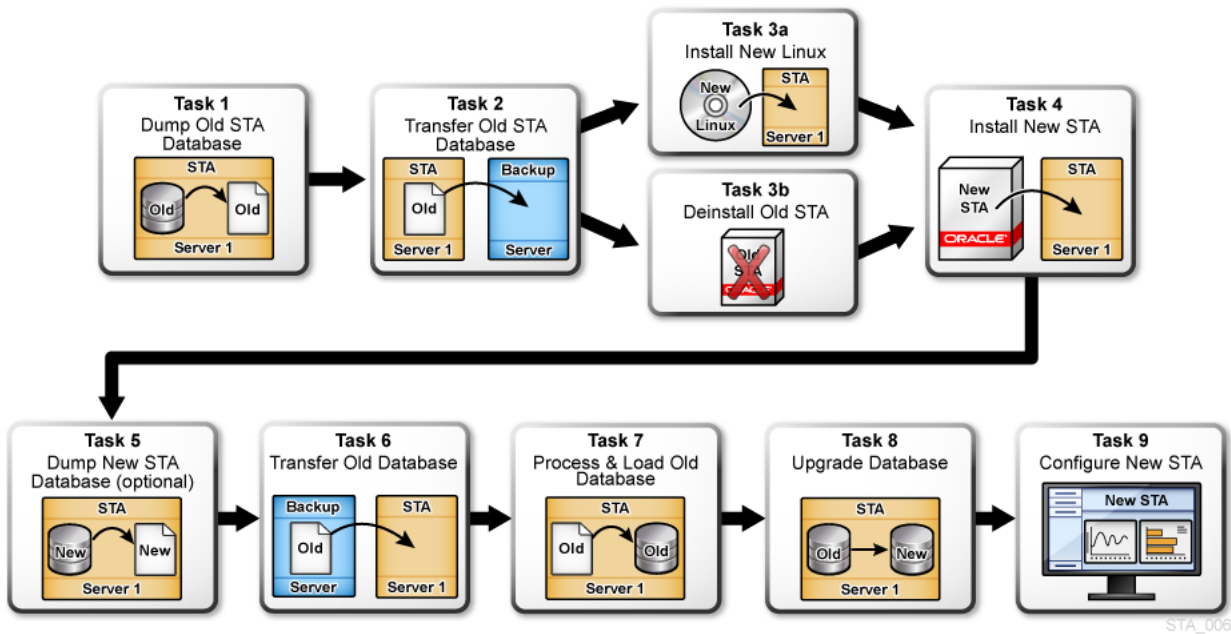 Task 1
Dump Old STA
Database
STA
Old
Old
Server 1
Task 2
Transfer Old STA
Database
STA
Old
Server 1
Backup
Server
Task 3a
Install New Linux
New
Linux
STA
Server 1
Task 3b
Deinstall Old STA
Old
STA
ORACLE
Task 4
Install New STA
New
STA
ORACLE
STA
Server 1
Task 5
Dump New STA
Database (optional)
STA
New
New
Server 1
Task 6
Transfer Old Database
Backup
Old
Server
STA
Server 1
Task 7
Process & Load Old
Database
STA
Old
Old
Server 1
Task 8
Upgrade Database
STA
Old
New
Server 1
Task 9
Configure New STA
New STA
STA_006